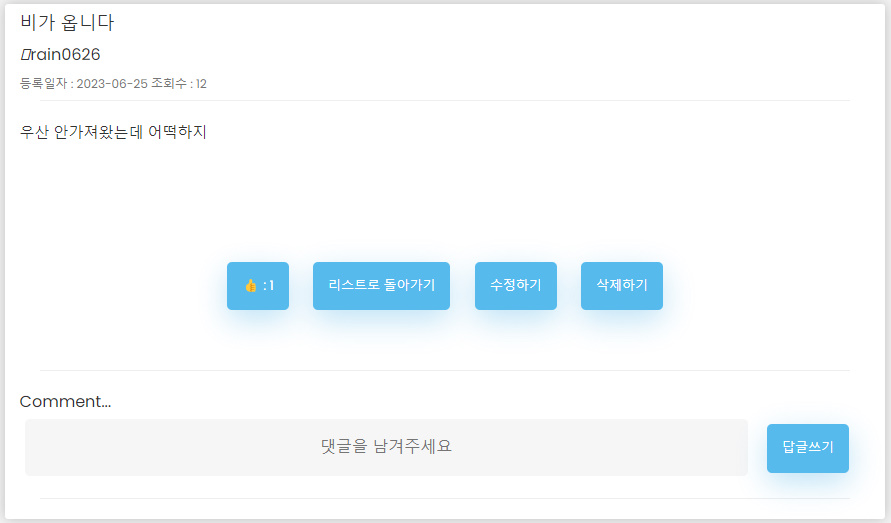 비가 옵니다
rain0626
등록일자 : 2023-06-25 조회수 : 12
우산 안가져왔는데 어떡하지
👍 : 1
리스트로 돌아가기
수정하기
삭제하기
Comment...
댓글을 남겨주세요
답글쓰기